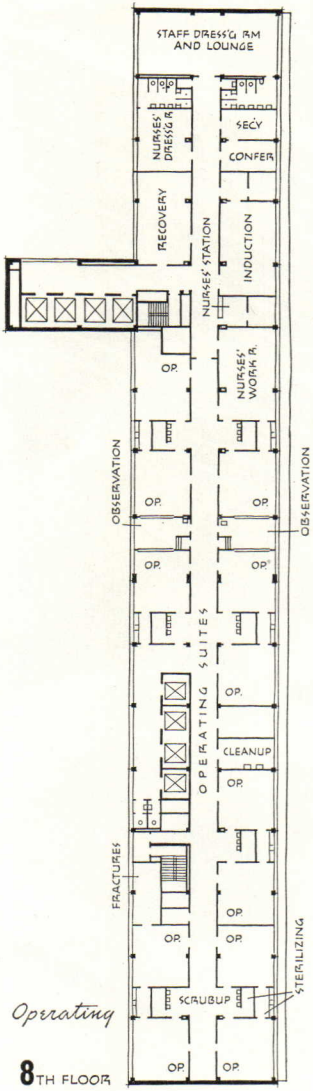 STAFF DRESS'G RM
AND LOUNGE
NURSES'
DRESS'G R.
SEC'Y
CONFER
RECOVERY
INDUCTION
NURSES' STATION
OP.
NURSES'
WORK R.
OBSERVATION
OP.
OP.
OBSERVATION
OP.
OP.
OPERATING SUITES
OP.
CLEANUP
OP.
FRACTURES
OP.
OP.
OP.
STERILIZING
SCRUBUP
Operating
8TH FLOOR
OP.
OP.